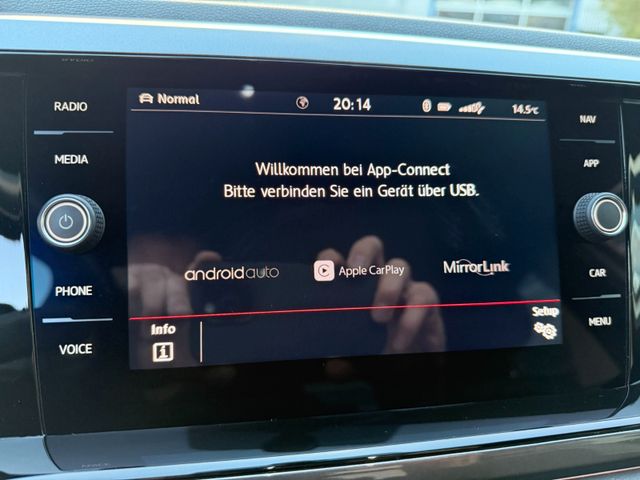 RADIO
MEDIA
PHONE
VOICE
Normal
20:14
14.5°C
Willkommen bei App-Connect
Bitte verbinden Sie ein Gerät über USB.
androidauto
Apple CarPlay
MirrorLink
Info
i
Setup
NAV
APP
CAR
MENU